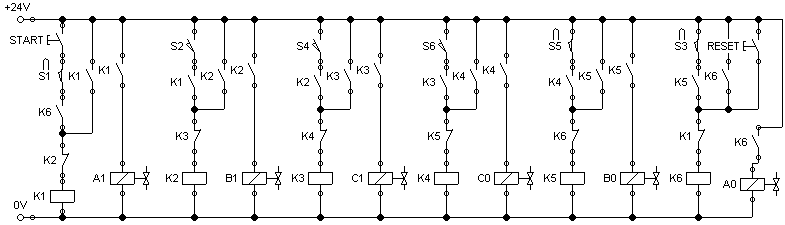 +24V
START S2 S4 S6 S5 S3 RESET
S1 K1 K1 K1 K2 K2 K2 K3 K3 K3 K4 K4 K4 K5 K5 K5 K6
K6
K3 K4 K5 K6 K1 K6
K2
A1 K2 B1 K3 C1 K4 C0 K5 B0 K6 A0
K1
0V